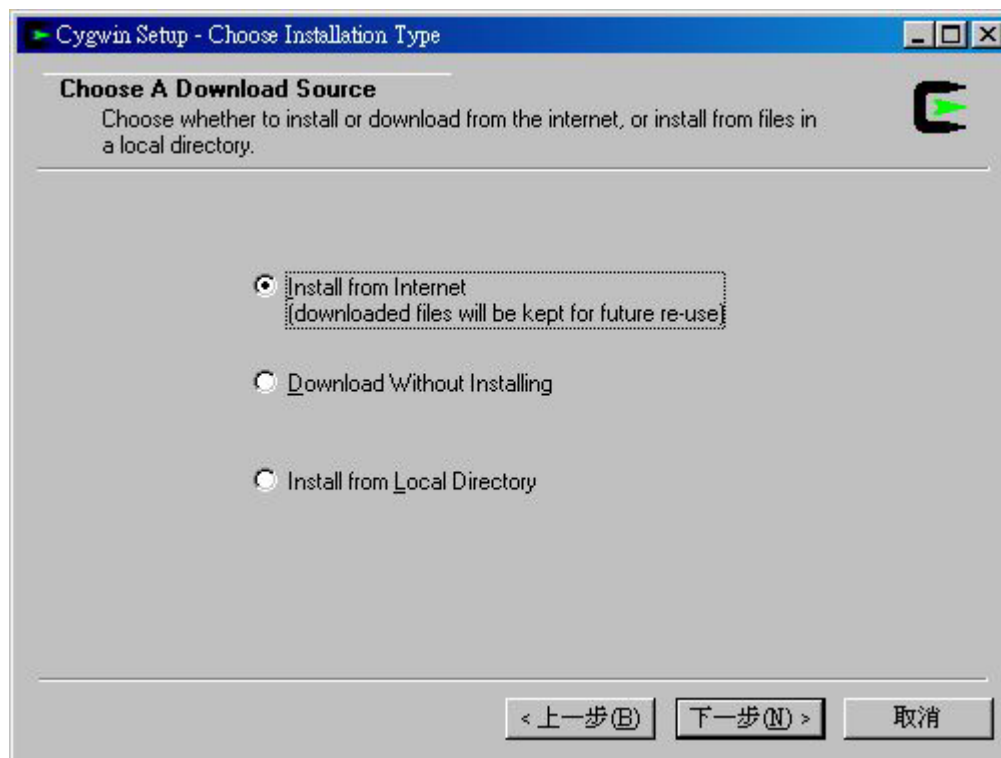 Cygwin Setup - Choose Installation Type
Choose A Download Source
Choose whether to install or download from the internet, or install from files in
a local directory.
Install from Internet
(downloaded files will be kept for future re-use)
Download Without Installing
Install from Local Directory
< 上一步(B) 下一步(N) > 取消